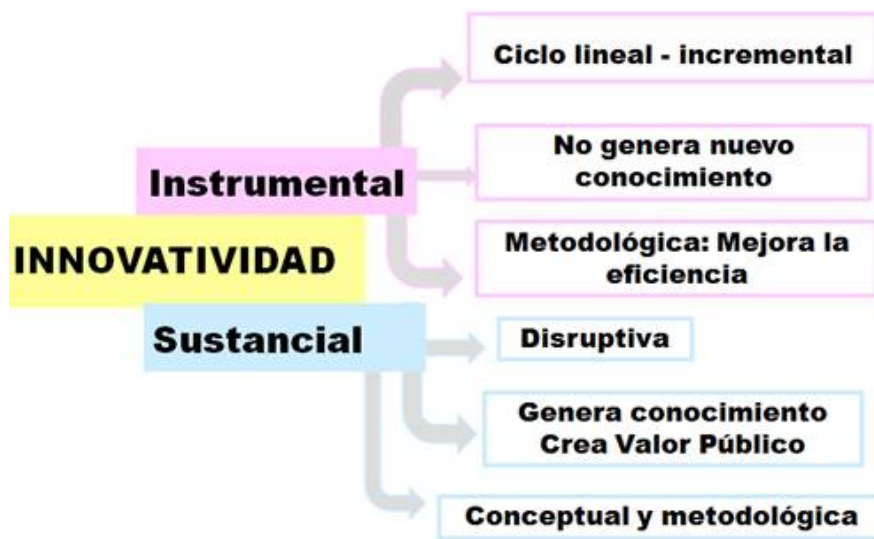 INNOVATIVIDAD
Instrumental
Ciclo lineal - incremental
No genera nuevo
conocimiento
Metodológica: Mejora la
eficiencia
Sustancial
Disruptiva
Genera conocimiento
Crea Valor Público
Conceptual y metodológica